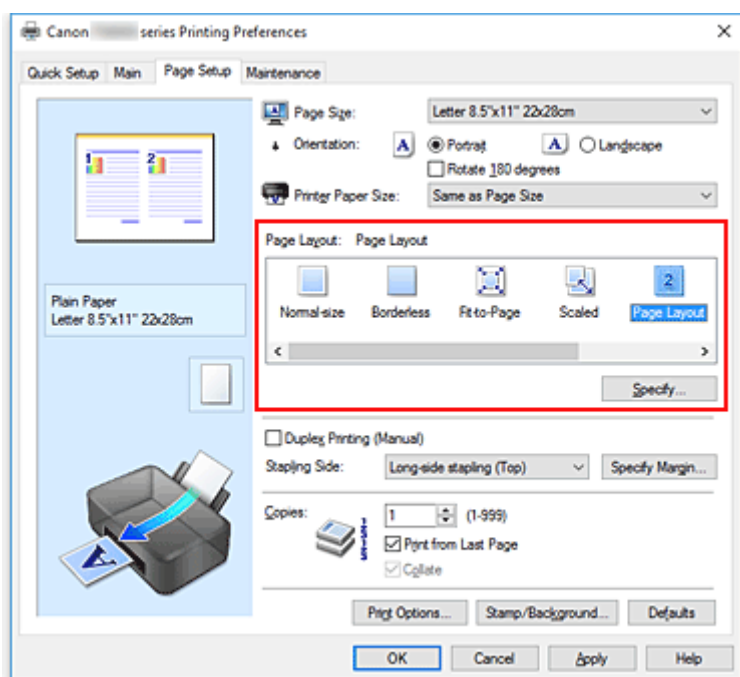 Canon series Printing Preferences
Quick Setup Main Page Setup Maintenance
1 2
Plain Paper
Letter 8.5"x11" 22x28cm
A
Page Size: Letter 8.5"x11" 22x28cm
Orientation: A Portrait A Landscape
Rotate 180 degrees
Printer Paper Size: Same as Page Size
Page Layout: Page Layout
2
Normal-size Borderless Fit-to-Page Scaled Page Layout
Specify...
Duplex Printing (Manual)
Stapling Side: Long-side stapling (Top) Specify Margin...
Copies: 1 (1-999)
Print from Last Page
Collate
Print Options... Stamp/Background... Defaults
OK Cancel Apply Help